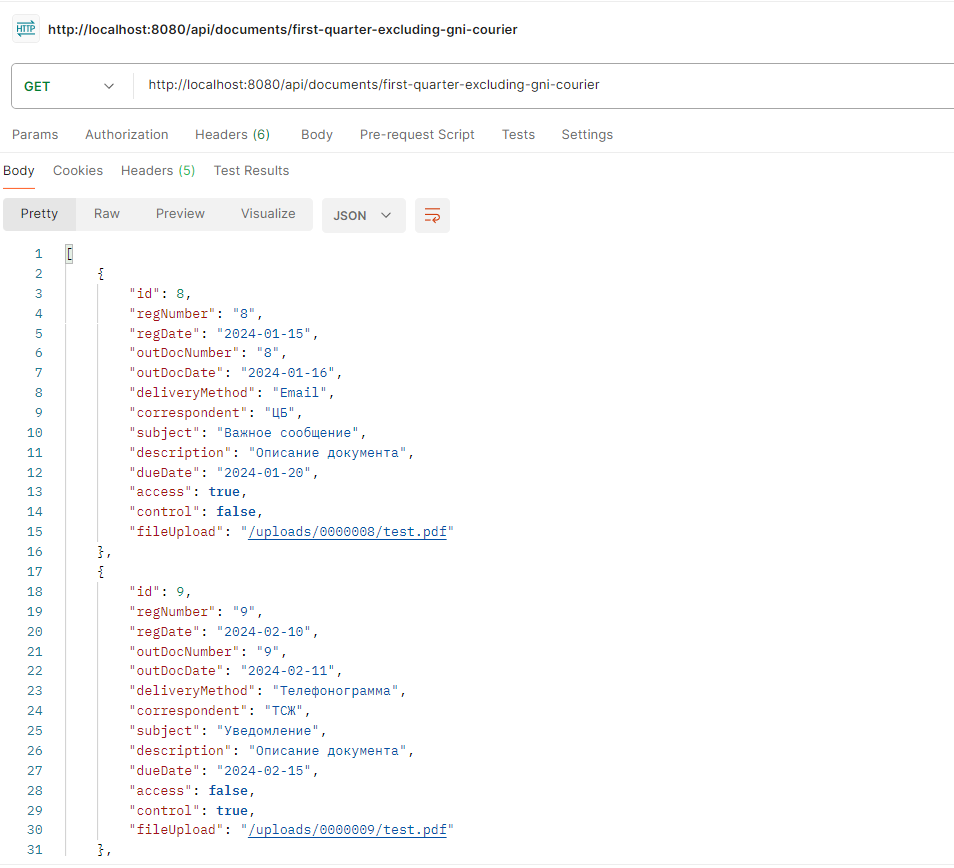 HTTP http://localhost:8080/api/documents/first-quarter-excluding-gni-courier
GET http://localhost:8080/api/documents/first-quarter-excluding-gni-courier
Params Authorization Headers (6) Body Pre-request Script Tests Settings
Body Cookies Headers (5) Test Results
Pretty Raw Preview Visualize JSON
1 [
2 {
3 "id": 8,
4 "regNumber": "8",
5 "regDate": "2024-01-15",
6 "outDocNumber": "8",
7 "outDocDate": "2024-01-16",
8 "deliveryMethod": "Email",
9 "correspondent": "ЦБ",
10 "subject": "Важное сообщение",
11 "description": "Описание документа",
12 "dueDate": "2024-01-20",
13 "access": true,
14 "control": false,
15 "fileUpload": "/uploads/0000008/test.pdf"
16 },
17 {
18 "id": 9,
19 "regNumber": "9",
20 "regDate": "2024-02-10",
21 "outDocNumber": "9",
22 "outDocDate": "2024-02-11",
23 "deliveryMethod": "Телефонограмма",
24 "correspondent": "ТСЖ",
25 "subject": "Уведомление",
26 "description": "Описание документа",
27 "dueDate": "2024-02-15",
28 "access": false,
29 "control": true,
30 "fileUpload": "/uploads/0000009/test.pdf"
31 },